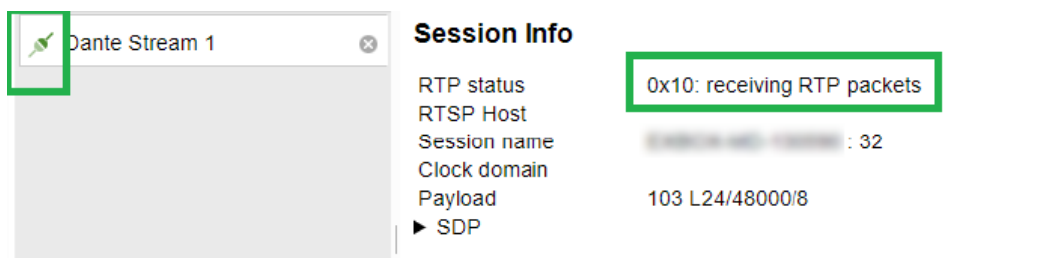 Dante Stream 1
Session Info
RTP status 0x10: receiving RTP packets
RTSP Host
Session name : 32
Clock domain
Payload 103 L24/48000/8
▶ SDP